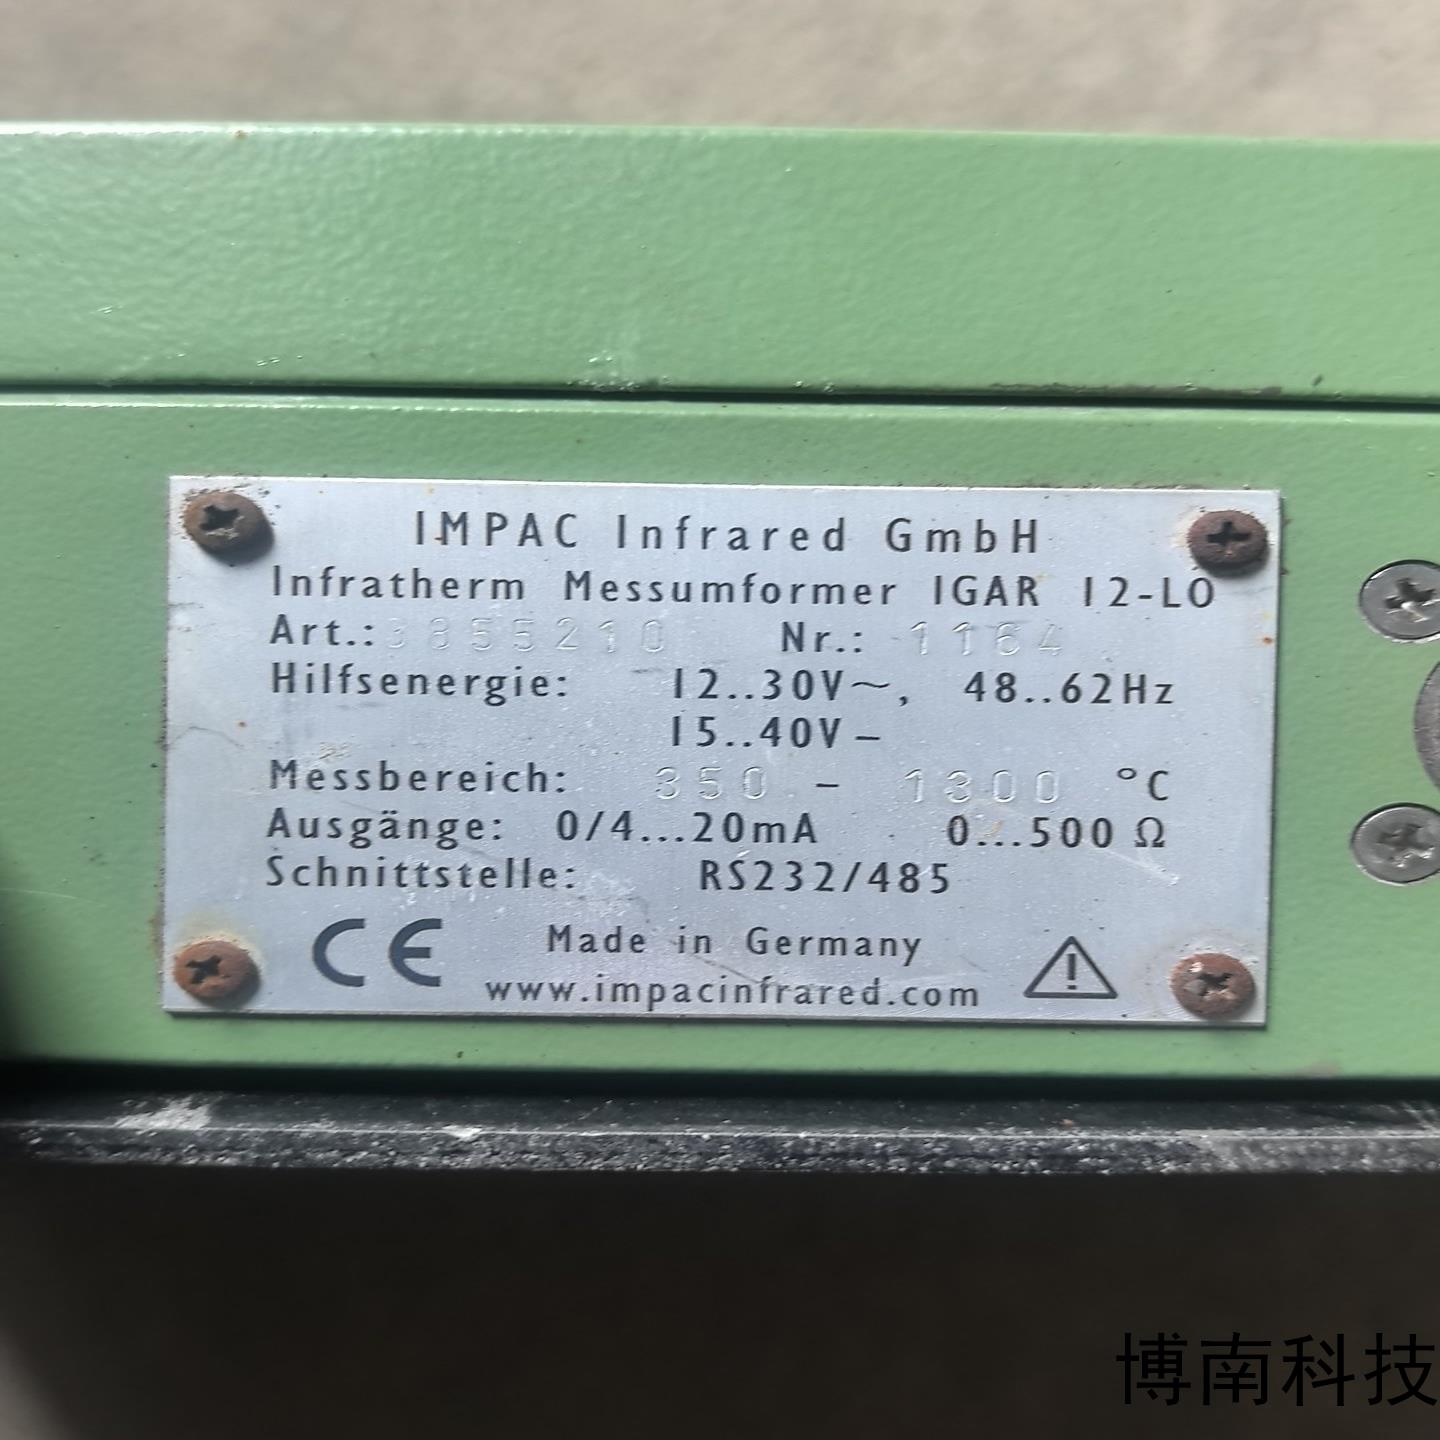 IMPAC Infrared GmbH
Infratherm Messumformer IGAR 12-LO
Art.: 3855210 Nr.: 1164
Hilfsenergie: 12..30V~, 48..62Hz
15..40V–
Messbereich: 350 – 1300 °C
Ausgänge: 0/4...20mA 0...500 Ω
Schnittstelle: RS232/485
CE Made in Germany
www.impacinfrared.com
博南科技